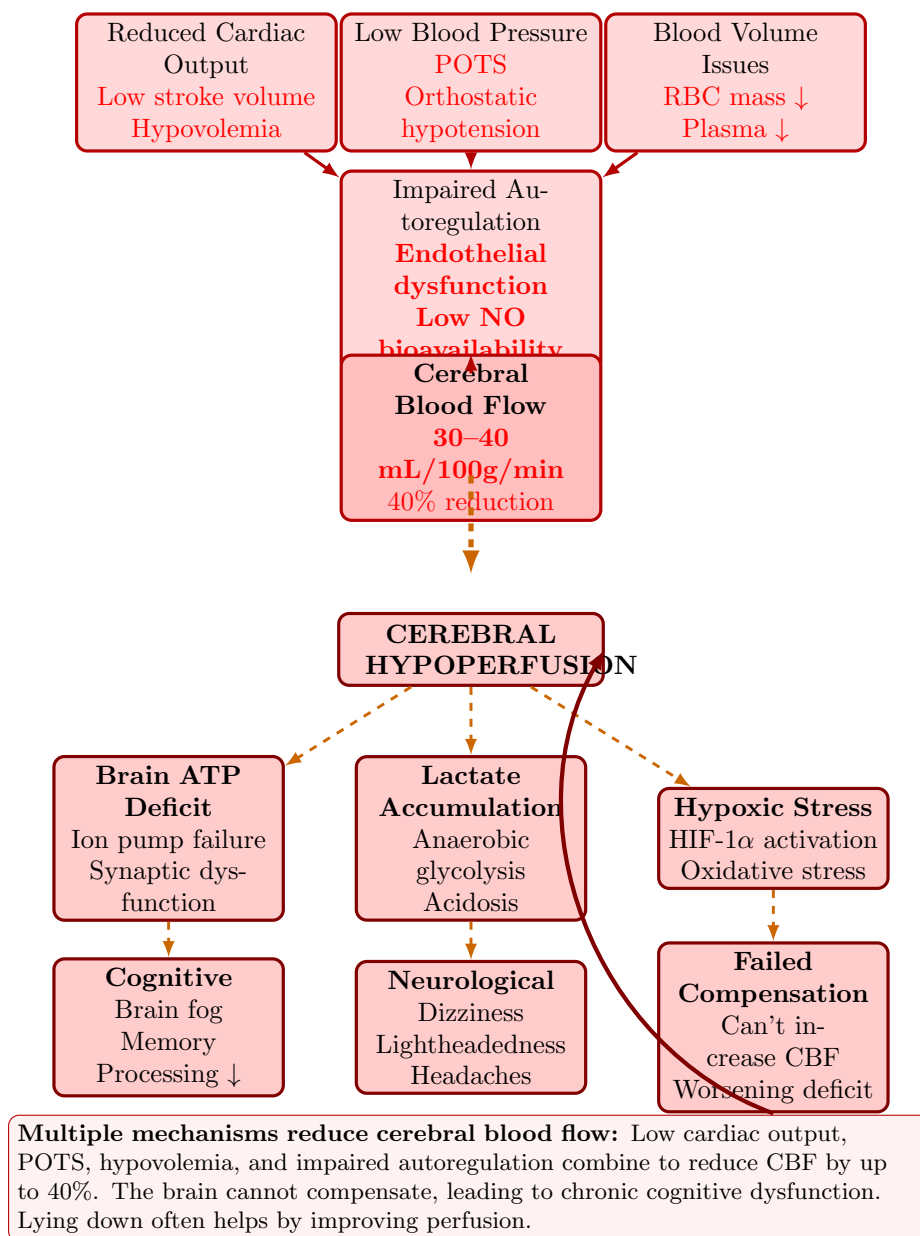 Reduced Cardiac
Output
Low stroke volume
Hypovolemia
Low Blood Pressure
POTS
Orthostatic
hypotension
Blood Volume
Issues
RBC mass ↓
Plasma ↓
Impaired Au-
toregulation
Endothelial
dysfunction
Low NO
bioavailability
Cerebral
Blood Flow
30–40
mL/100g/min
40% reduction
CEREBRAL
HYPOPERFUSION
Brain ATP
Deficit
Ion pump failure
Synaptic dys-
function
Lactate
Accumulation
Anaerobic
glycolysis
Acidosis
Hypoxic Stress
HIF-1α activation
Oxidative stress
Cognitive
Brain fog
Memory
Processing ↓
Neurological
Dizziness
Lightheadedness
Headaches
Failed
Compensation
Can't in-
crease CBF
Worsening deficit
Multiple mechanisms reduce cerebral blood flow: Low cardiac output,
POTS, hypovolemia, and impaired autoregulation combine to reduce CBF by up
to 40%. The brain cannot compensate, leading to chronic cognitive dysfunction.
Lying down often helps by improving perfusion.